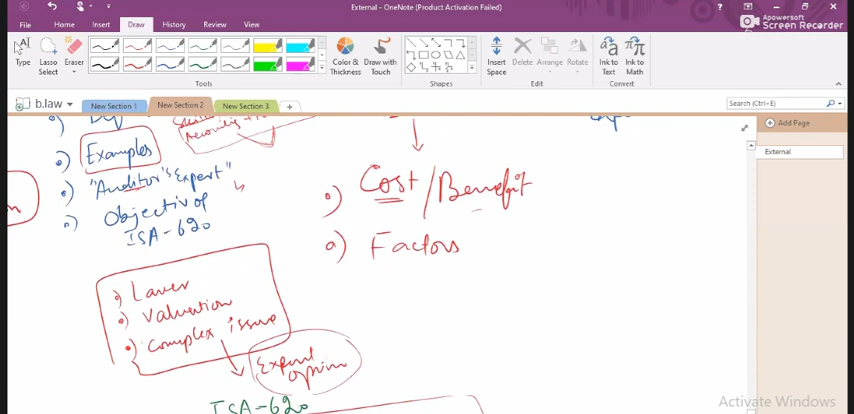 External - OneNote (Product Activation Failed)
Apowersoft
Screen Recorder
File
Home
Insert
Draw
History
Review
View
Type
Lasso
Select
Eraser
Color &
Thickness
Draw with
Touch
Insert
Space
Delete
Arrange
Rotate
Ink to
Text
Ink to
Math
Tools
Shapes
Edit
Convert
b.law
New Section 1
New Section 2
New Section 3
Search (Ctrl+E)
Add Page
External
Examples
"Auditor's Expert"
Objective of
ISA-620
Cost/Benefit
Factors
Lawer
Valuation
Complex issue
Expert
Opinion
ISA-620
Activate Windows